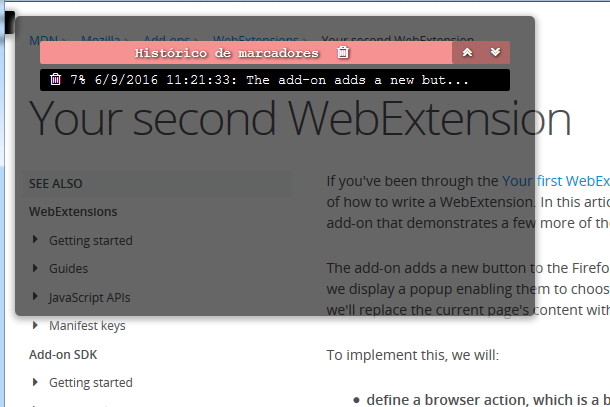 MDN > Mozilla > Add-ons > WebExtensions > Your second WebExtension
Histórico de marcadores
7% 6/9/2016 11:21:33: The add-on adds a new but...
Your second WebExtension
SEE ALSO
WebExtensions
Getting started
Guides
JavaScript APIs
Manifest keys
Add-on SDK
Getting started
If you've been through the Your first WebEx
of how to write a WebExtension. In this artic
add-on that demonstrates a few more of the
The add-on adds a new button to the Firefo
we display a popup enabling them to choos
we'll replace the current page's content with
To implement this, we will:
• define a browser action, which is a b